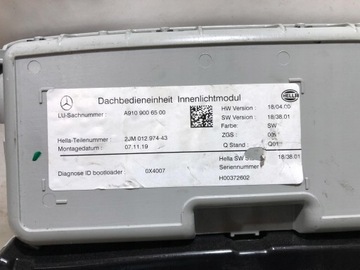 Dachbedieneinheit Innenlichtmodul
HELLA
LU-Sachnummer : A910 900 65 00
HW Version : 18/04.00
SW Version : 18/38.01
Farbe: SW
ZGS :
Hella-Teilenummer : 2JM 012.974-43
Montagedatum : 07.11.19
Q Stand : Q01
Hella SW 18/38.01
Seriennummer
Diagnose ID bootloader : 0X4007
H00372602